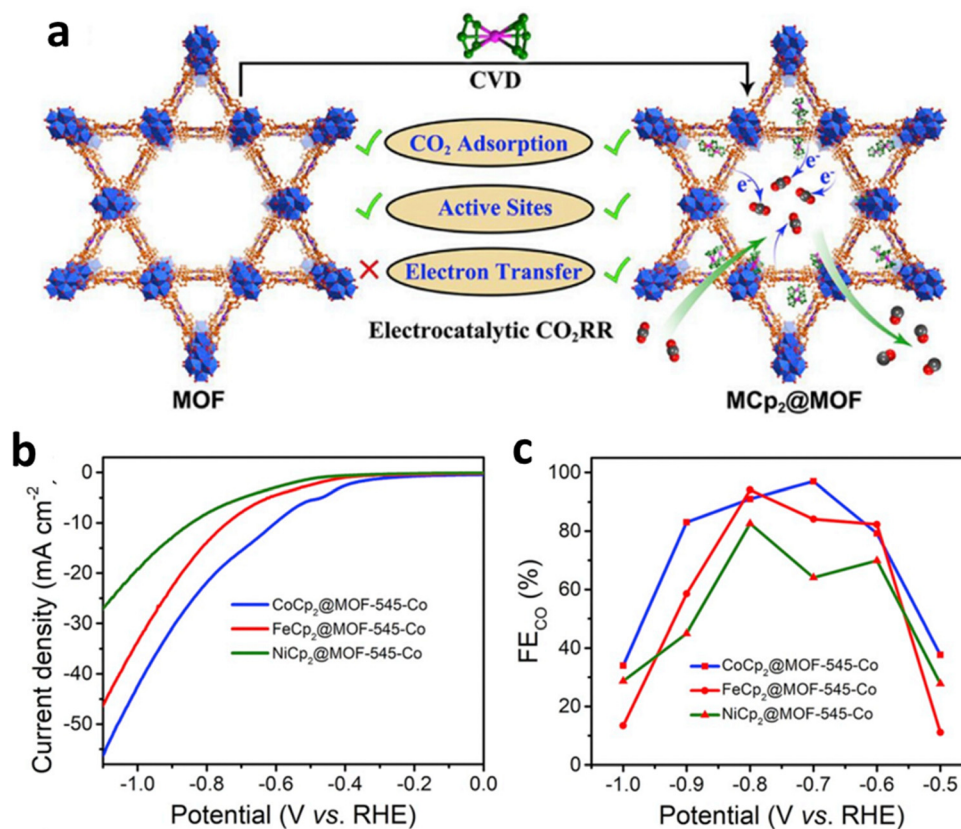 a
CVD
CO₂ Adsorption
Active Sites
Electron Transfer
Electrocatalytic CO₂RR
e⁻
e⁻
e⁻
MOF
MCp₂@MOF
b
0
-10
-20
-30
-40
-50
Current density (mA cm⁻²)
CoCp₂@MOF-545-Co
FeCp₂@MOF-545-Co
NiCp₂@MOF-545-Co
-1.0
-0.8
-0.6
-0.4
-0.2
0.0
Potential (V vs. RHE)
c
100
80
60
40
20
0
FE_CO (%)
CoCp₂@MOF-545-Co
FeCp₂@MOF-545-Co
NiCp₂@MOF-545-Co
-1.0
-0.9
-0.8
-0.7
-0.6
-0.5
Potential (V vs. RHE)